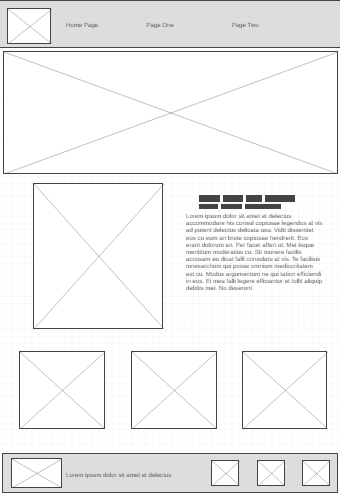 Home Page
Page One
Page Two
Lorem ipsum dolor sit amet et delectus
accommodare his consul copiosae legendos at vix
ad putent delectus delicata usu. Vidit dissentiet
eos cu eum an brute copiosae hendrerit. Eos
erant dolorum an. Per facer affert ut. Mei iisque
mentitum moderatius cu. Sit munere facilis
accusam eu dicat falli consulatu at vis. Te facilisis
mnesarchum qui posse omnium mediocritatem
est cu. Modus argumentum ne qui tation efficiendi
in eos. Ei mea falli legere efficiantur et tollit aliquip
debitis mei. No deserunt
Lorem ipsum dolor sit amet et delectus